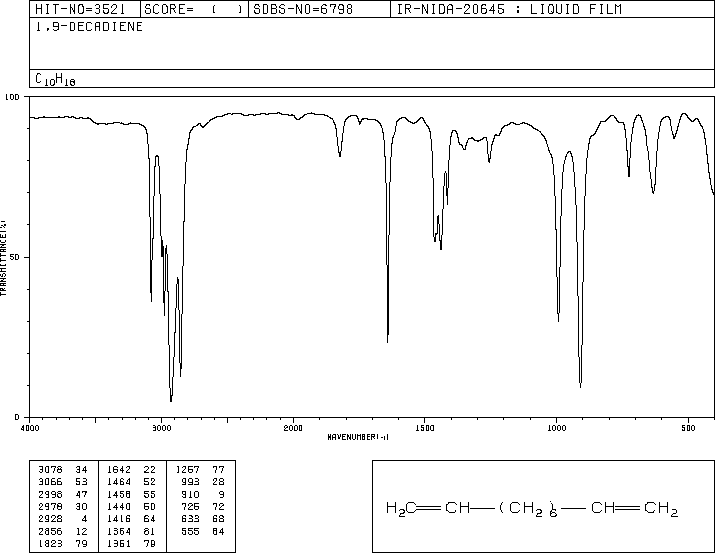 HIT-NO=3521 SCORE= ( ) SDBS-NO=6798 IR-NIDA-20645 : LIQUID FILM
1,9-DECADIENE
C10H18
100
50
0
TRANSMITTANCE(%)
4000 3000 2000 1500 1000 500
WAVENUMBER(-1)
3078 34 1642 22 1257 77
3066 53 1464 52 993 28
2998 47 1458 55 910 9
2978 30 1440 50 726 72
2928 4 1416 64 633 68
2856 12 1364 81 555 84
1823 79 1351 79
H2C=CH-(CH2)6-CH=CH2